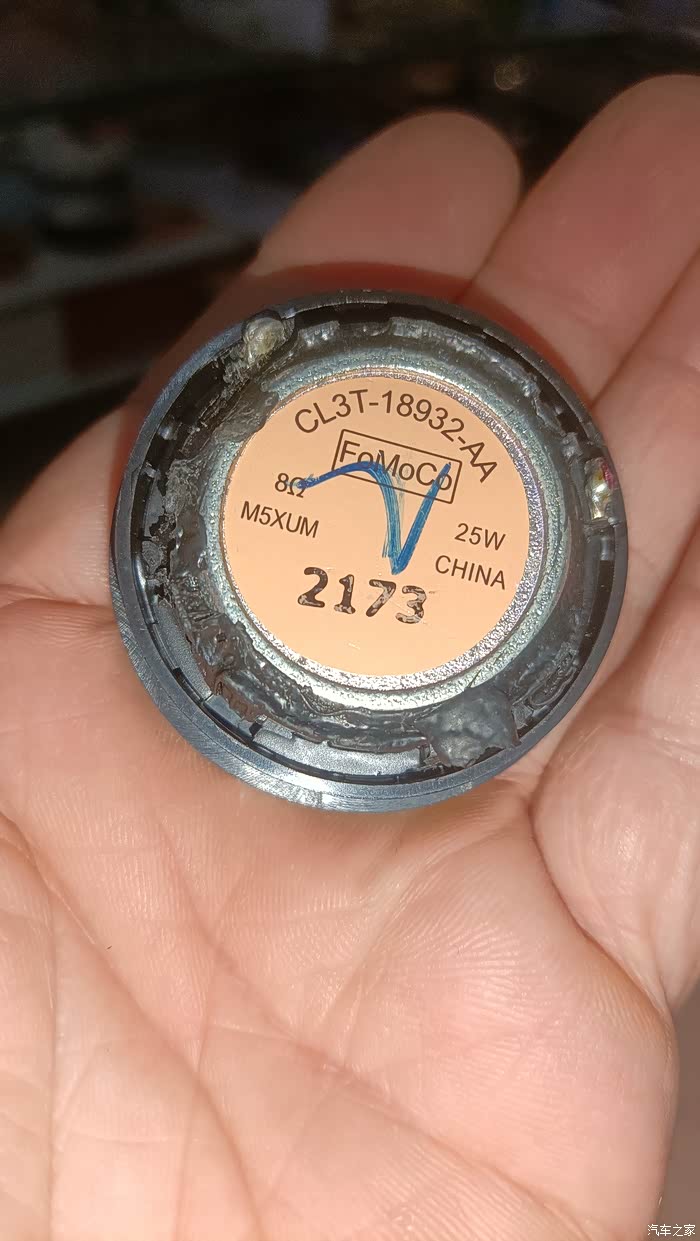 CL3T-18932-AA
FoMoCo
8Ω
M5XUM
25W
CHINA
2173
汽车之家